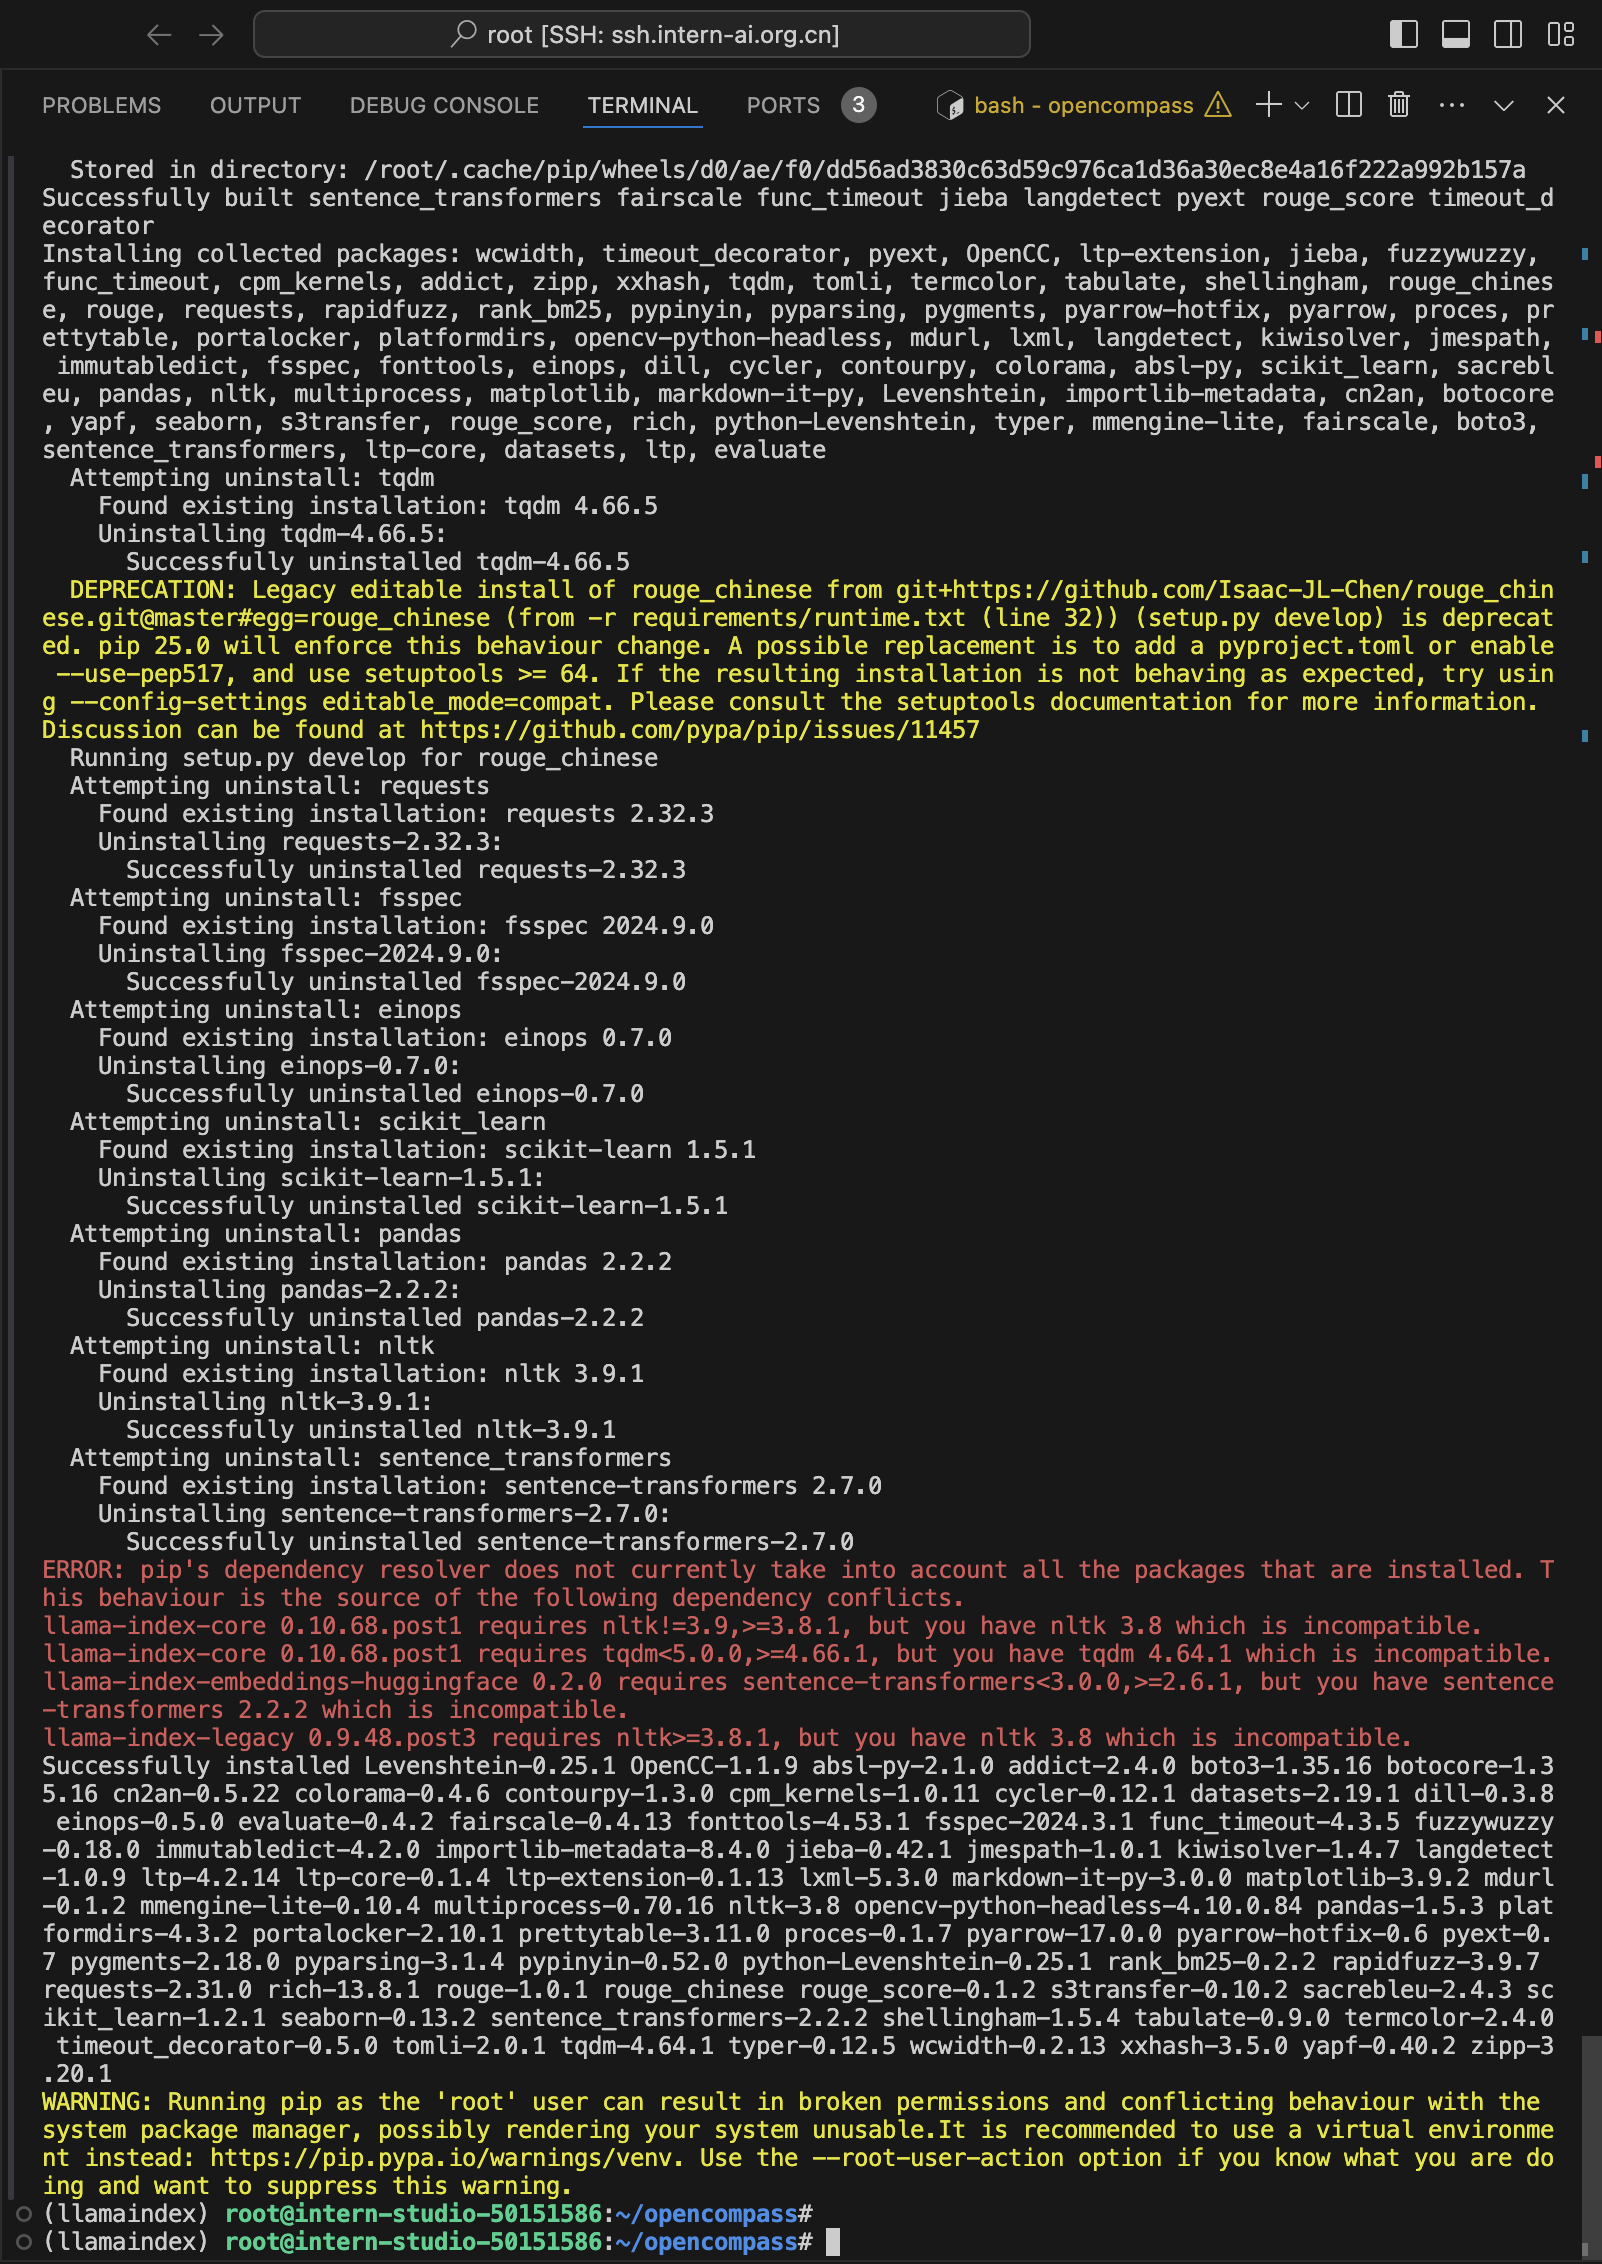 root [SSH: ssh.intern-ai.org.cn]
PROBLEMS OUTPUT DEBUG CONSOLE TERMINAL PORTS 3 bash - opencompass
  Stored in directory: /root/.cache/pip/wheels/d0/ae/f0/dd56ad3830c63d59c976ca1d36a30ec8e4a16f222a992b157a
Successfully built sentence_transformers fairscale func_timeout jieba langdetect pyext rouge_score timeout_d
ecorator
Installing collected packages: wcwidth, timeout_decorator, pyext, OpenCC, ltp-extension, jieba, fuzzywuzzy,
func_timeout, cpm_kernels, addict, zipp, xxhash, tqdm, tomli, termcolor, tabulate, shellingham, rouge_chines
e, rouge, requests, rapidfuzz, rank_bm25, pypinyin, pyparsing, pygments, pyarrow-hotfix, pyarrow, proces, pr
ettytable, portalocker, platformdirs, opencv-python-headless, mdurl, lxml, langdetect, kiwisolver, jmespath,
 immutabledict, fsspec, fonttools, einops, dill, cycler, contourpy, colorama, absl-py, scikit_learn, sacrebl
eu, pandas, nltk, multiprocess, matplotlib, markdown-it-py, Levenshtein, importlib-metadata, cn2an, botocore
, yapf, seaborn, s3transfer, rouge_score, rich, python-Levenshtein, typer, mmengine-lite, fairscale, boto3,
sentence_transformers, ltp-core, datasets, ltp, evaluate
  Attempting uninstall: tqdm
    Found existing installation: tqdm 4.66.5
    Uninstalling tqdm-4.66.5:
      Successfully uninstalled tqdm-4.66.5
  DEPRECATION: Legacy editable install of rouge_chinese from git+https://github.com/Isaac-JL-Chen/rouge_chin
ese.git@master#egg=rouge_chinese (from -r requirements/runtime.txt (line 32)) (setup.py develop) is deprecat
ed. pip 25.0 will enforce this behaviour change. A possible replacement is to add a pyproject.toml or enable
 --use-pep517, and use setuptools >= 64. If the resulting installation is not behaving as expected, try usin
g --config-settings editable_mode=compat. Please consult the setuptools documentation for more information.
Discussion can be found at https://github.com/pypa/pip/issues/11457
  Running setup.py develop for rouge_chinese
  Attempting uninstall: requests
    Found existing installation: requests 2.32.3
    Uninstalling requests-2.32.3:
      Successfully uninstalled requests-2.32.3
  Attempting uninstall: fsspec
    Found existing installation: fsspec 2024.9.0
    Uninstalling fsspec-2024.9.0:
      Successfully uninstalled fsspec-2024.9.0
  Attempting uninstall: einops
    Found existing installation: einops 0.7.0
    Uninstalling einops-0.7.0:
      Successfully uninstalled einops-0.7.0
  Attempting uninstall: scikit_learn
    Found existing installation: scikit-learn 1.5.1
    Uninstalling scikit-learn-1.5.1:
      Successfully uninstalled scikit-learn-1.5.1
  Attempting uninstall: pandas
    Found existing installation: pandas 2.2.2
    Uninstalling pandas-2.2.2:
      Successfully uninstalled pandas-2.2.2
  Attempting uninstall: nltk
    Found existing installation: nltk 3.9.1
    Uninstalling nltk-3.9.1:
      Successfully uninstalled nltk-3.9.1
  Attempting uninstall: sentence_transformers
    Found existing installation: sentence-transformers 2.7.0
    Uninstalling sentence-transformers-2.7.0:
      Successfully uninstalled sentence-transformers-2.7.0
ERROR: pip's dependency resolver does not currently take into account all the packages that are installed. T
his behaviour is the source of the following dependency conflicts.
llama-index-core 0.10.68.post1 requires nltk!=3.9,>=3.8.1, but you have nltk 3.8 which is incompatible.
llama-index-core 0.10.68.post1 requires tqdm<5.0.0,>=4.66.1, but you have tqdm 4.64.1 which is incompatible.
llama-index-embeddings-huggingface 0.2.0 requires sentence-transformers<3.0.0,>=2.6.1, but you have sentence
-transformers 2.2.2 which is incompatible.
llama-index-legacy 0.9.48.post3 requires nltk>=3.8.1, but you have nltk 3.8 which is incompatible.
Successfully installed Levenshtein-0.25.1 OpenCC-1.1.9 absl-py-2.1.0 addict-2.4.0 boto3-1.35.16 botocore-1.3
5.16 cn2an-0.5.22 colorama-0.4.6 contourpy-1.3.0 cpm_kernels-1.0.11 cycler-0.12.1 datasets-2.19.1 dill-0.3.8
 einops-0.5.0 evaluate-0.4.2 fairscale-0.4.13 fonttools-4.53.1 fsspec-2024.3.1 func_timeout-4.3.5 fuzzywuzzy
-0.18.0 immutabledict-4.2.0 importlib-metadata-8.4.0 jieba-0.42.1 jmespath-1.0.1 kiwisolver-1.4.7 langdetect
-1.0.9 ltp-4.2.14 ltp-core-0.1.4 ltp-extension-0.1.13 lxml-5.3.0 markdown-it-py-3.0.0 matplotlib-3.9.2 mdurl
-0.1.2 mmengine-lite-0.10.4 multiprocess-0.70.16 nltk-3.8 opencv-python-headless-4.10.0.84 pandas-1.5.3 plat
formdirs-4.3.2 portalocker-2.10.1 prettytable-3.11.0 proces-0.1.7 pyarrow-17.0.0 pyarrow-hotfix-0.6 pyext-0.
7 pygments-2.18.0 pyparsing-3.1.4 pypinyin-0.52.0 python-Levenshtein-0.25.1 rank_bm25-0.2.2 rapidfuzz-3.9.7
requests-2.31.0 rich-13.8.1 rouge-1.0.1 rouge_chinese rouge_score-0.1.2 s3transfer-0.10.2 sacrebleu-2.4.3 sc
ikit_learn-1.2.1 seaborn-0.13.2 sentence_transformers-2.2.2 shellingham-1.5.4 tabulate-0.9.0 termcolor-2.4.0
 timeout_decorator-0.5.0 tomli-2.0.1 tqdm-4.64.1 typer-0.12.5 wcwidth-0.2.13 xxhash-3.5.0 yapf-0.40.2 zipp-3
.20.1
WARNING: Running pip as the 'root' user can result in broken permissions and conflicting behaviour with the
system package manager, possibly rendering your system unusable.It is recommended to use a virtual environme
nt instead: https://pip.pypa.io/warnings/venv. Use the --root-user-action option if you know what you are do
ing and want to suppress this warning.
(llamaindex) root@intern-studio-50151586:~/opencompass#
(llamaindex) root@intern-studio-50151586:~/opencompass#